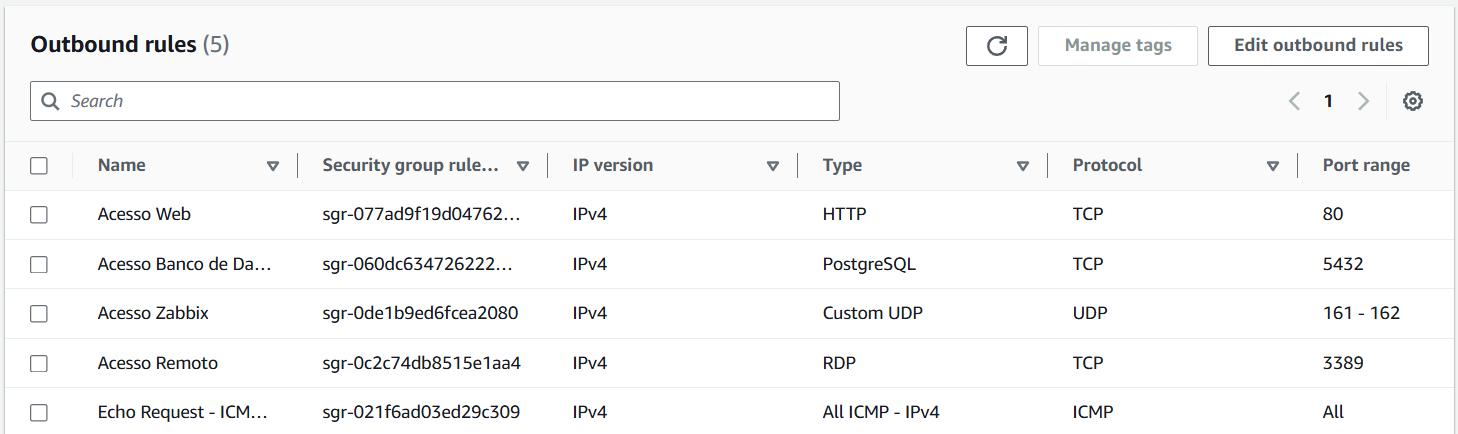 Outbound rules (5)
Manage tags
Edit outbound rules
Search
1
Name Security group rule... IP version Type Protocol Port range
Acesso Web sgr-077ad9f19d04762... IPv4 HTTP TCP 80
Acesso Banco de Da... sgr-060dc634726222... IPv4 PostgreSQL TCP 5432
Acesso Zabbix sgr-0de1b9ed6fcea2080 IPv4 Custom UDP UDP 161 - 162
Acesso Remoto sgr-0c2c74db8515e1aa4 IPv4 RDP TCP 3389
Echo Request - ICM... sgr-021f6ad03ed29c309 IPv4 All ICMP - IPv4 ICMP All